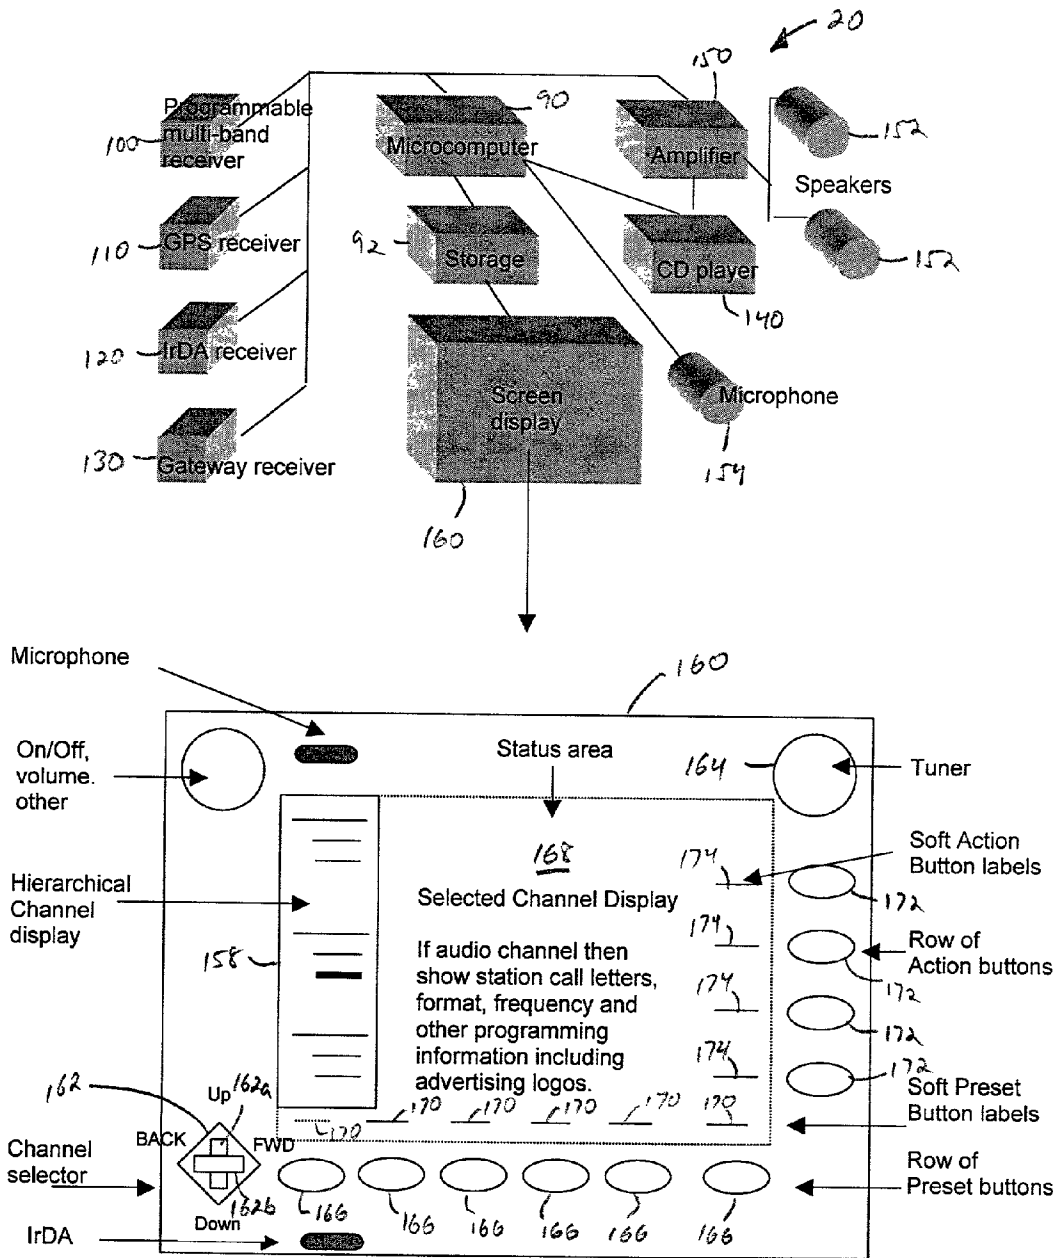 20
150
90
Programmable
multi-band
receiver
100
Microcomputer
Amplifier
152
Speakers
GPS receiver
110
92
Storage
CD player
152
140
IrDA receiver
120
Screen
display
Microphone
154
Gateway receiver
130
160
Microphone
160
On/Off,
volume.
other
Status area
164
Tuner
168
174
Soft Action
Button labels
Hierarchical
Channel
display
Selected Channel Display
172
158
If audio channel then
show station call letters,
format, frequency and
other programming
information including
advertising logos.
174
Row of
Action buttons
172
174
172
174
172
162
Up
162a
170
170
170
170
170
170
Soft Preset
Button labels
BACK
FWD
Channel
selector
162b
Down
166
166
166
166
166
166
Row of
Preset buttons
IrDA